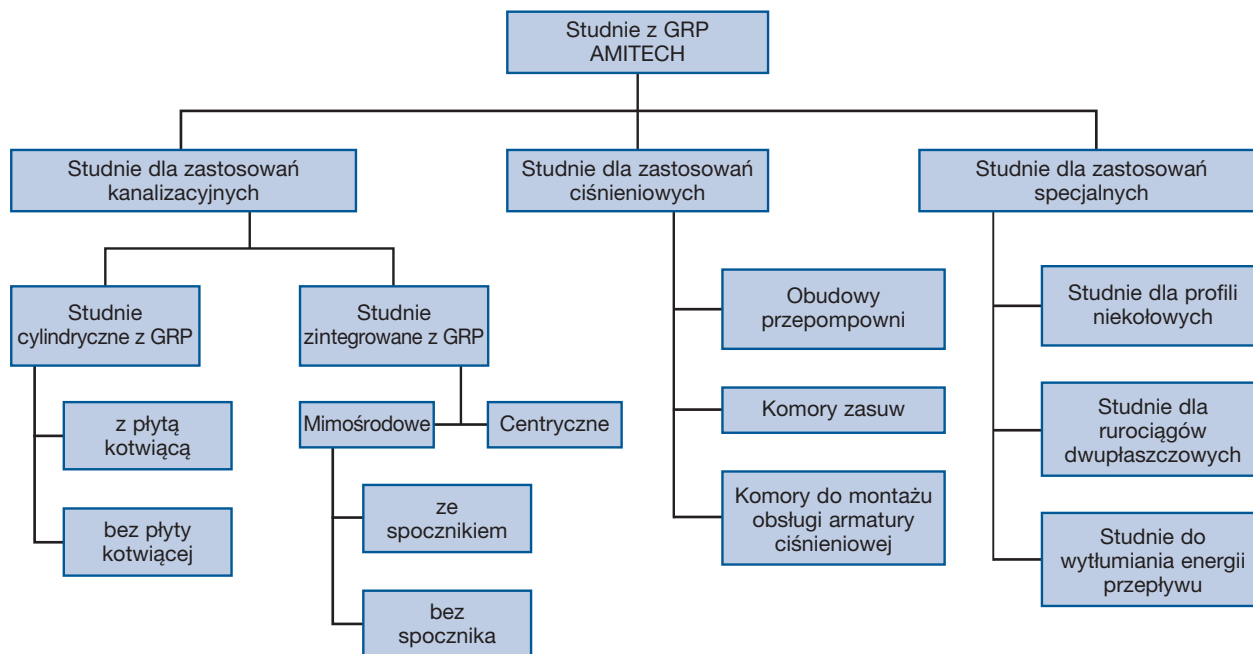 Studnie z GRP
AMITECH
Studnie dla zastosowań
kanalizacyjnych
Studnie dla zastosowań
ciśnieniowych
Studnie dla zastosowań
specjalnych
Studnie
cylindryczne z GRP
Studnie
zintegrowane z GRP
Obudowy
przepompowni
Studnie dla profili
niekołowych
z płytą
kotwiącą
Mimośrodowe
Centryczne
Komory zasuw
Studnie dla
rurociągów
dwupłaszczowych
bez płyty
kotwiącej
ze
spocznikiem
Komory do montażu
obsługi armatury
ciśnieniowej
Studnie do
wytłumiania energii
przepływu
bez
spocznika